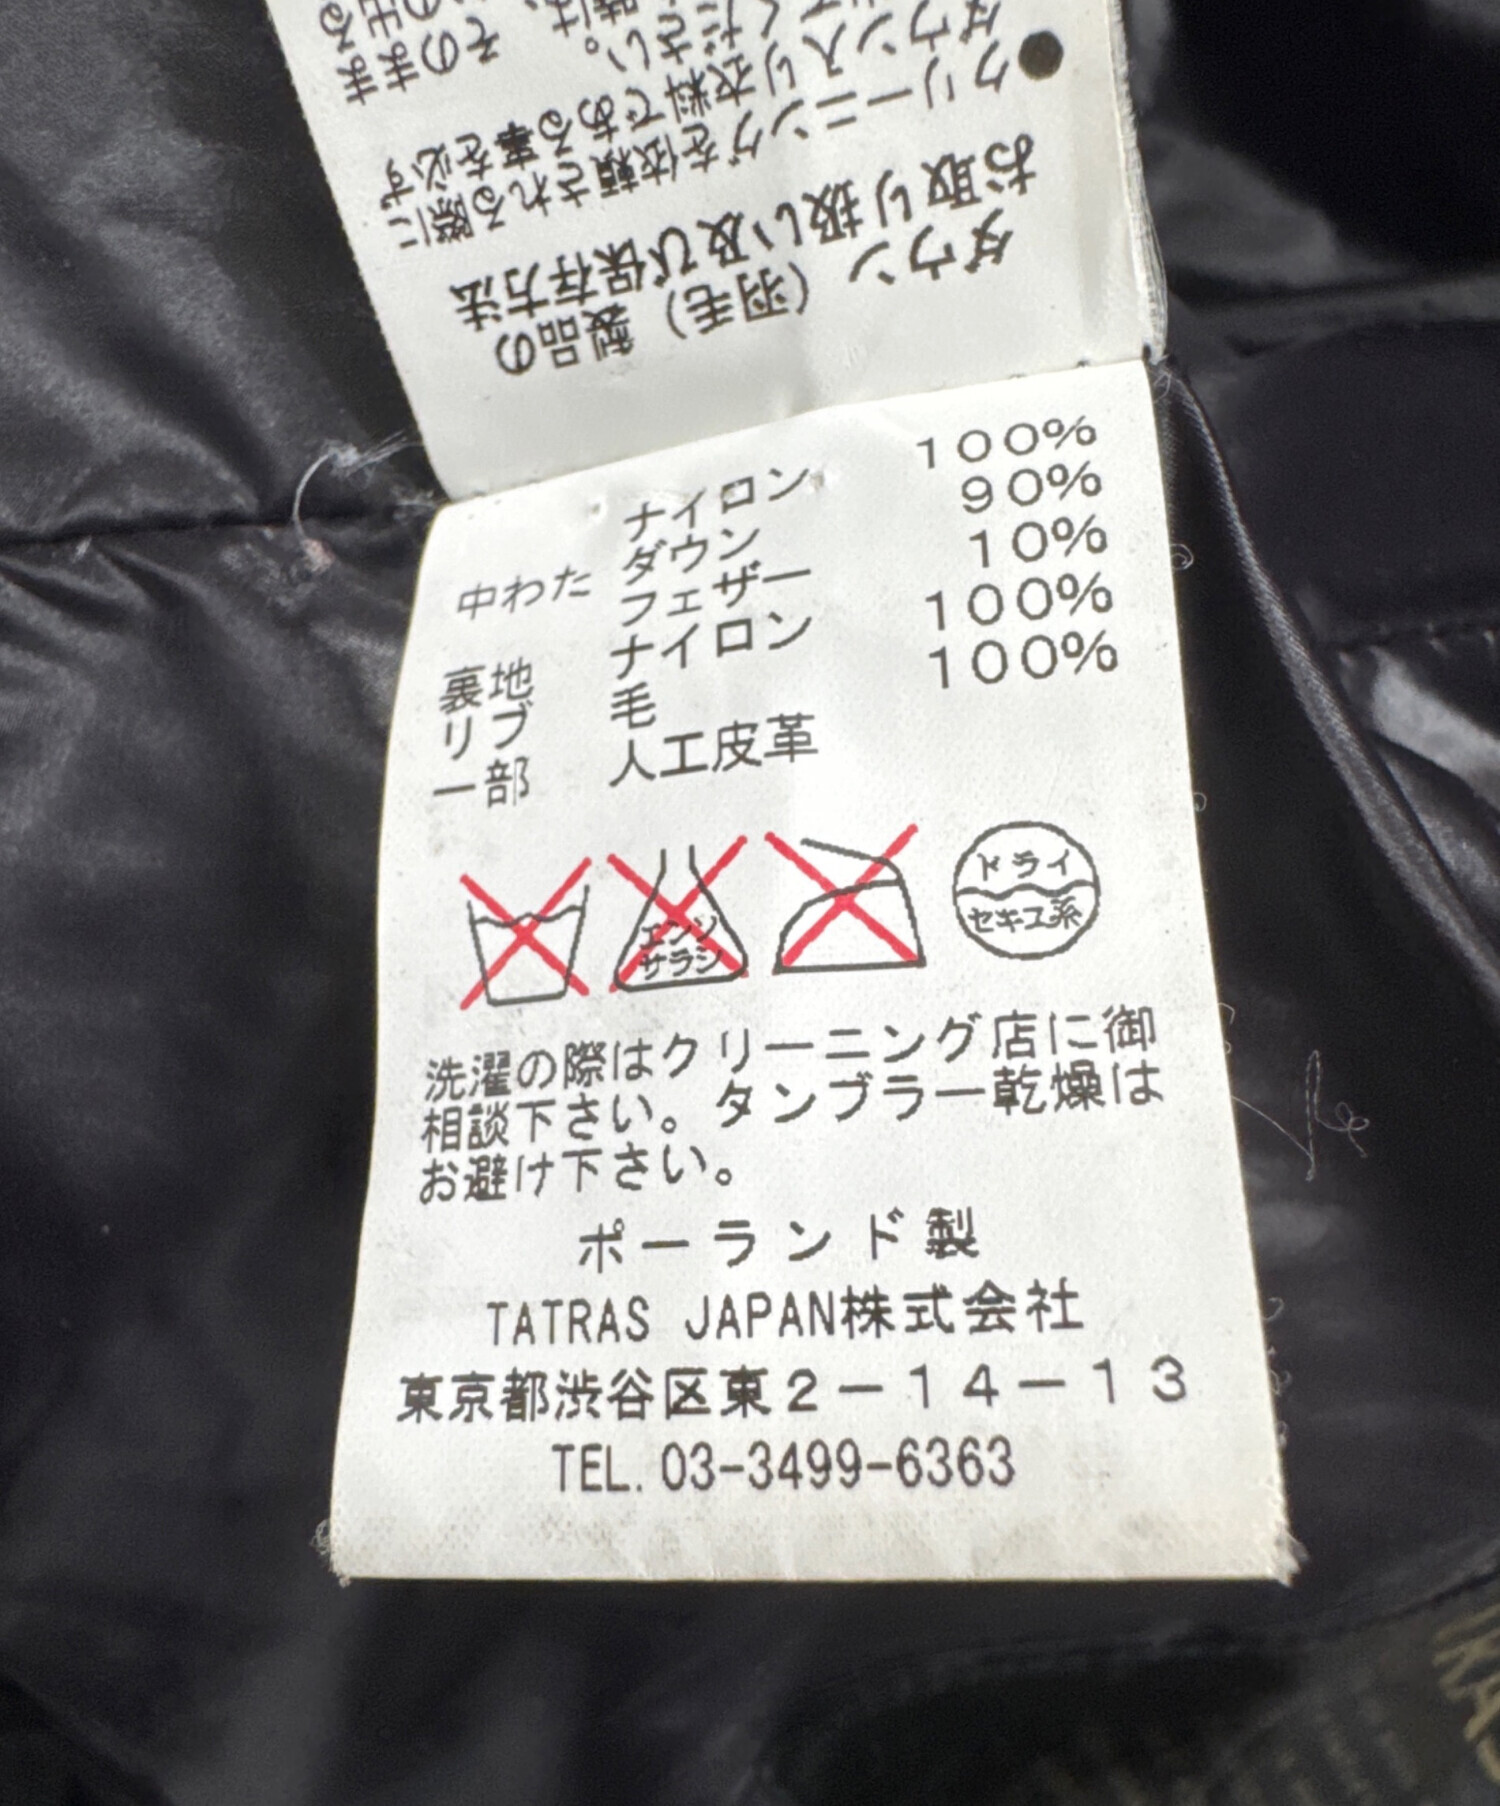 ダウン（羽毛）製品の
お取り扱い及び保存方法
クリーニングを依頼される際に
ナイロン 100%
中わた ダウン 90%
フェザー 10%
裏地 ナイロン 100%
リブ 毛 100%
一部 人工皮革
エンソ
サラシ
ドライ
セキユ系
洗濯の際はクリーニング店に御
相談下さい。タンブラー乾燥は
お避け下さい。
ポーランド製
TATRAS JAPAN株式会社
東京都渋谷区東2－14－13
TEL. 03-3499-6363